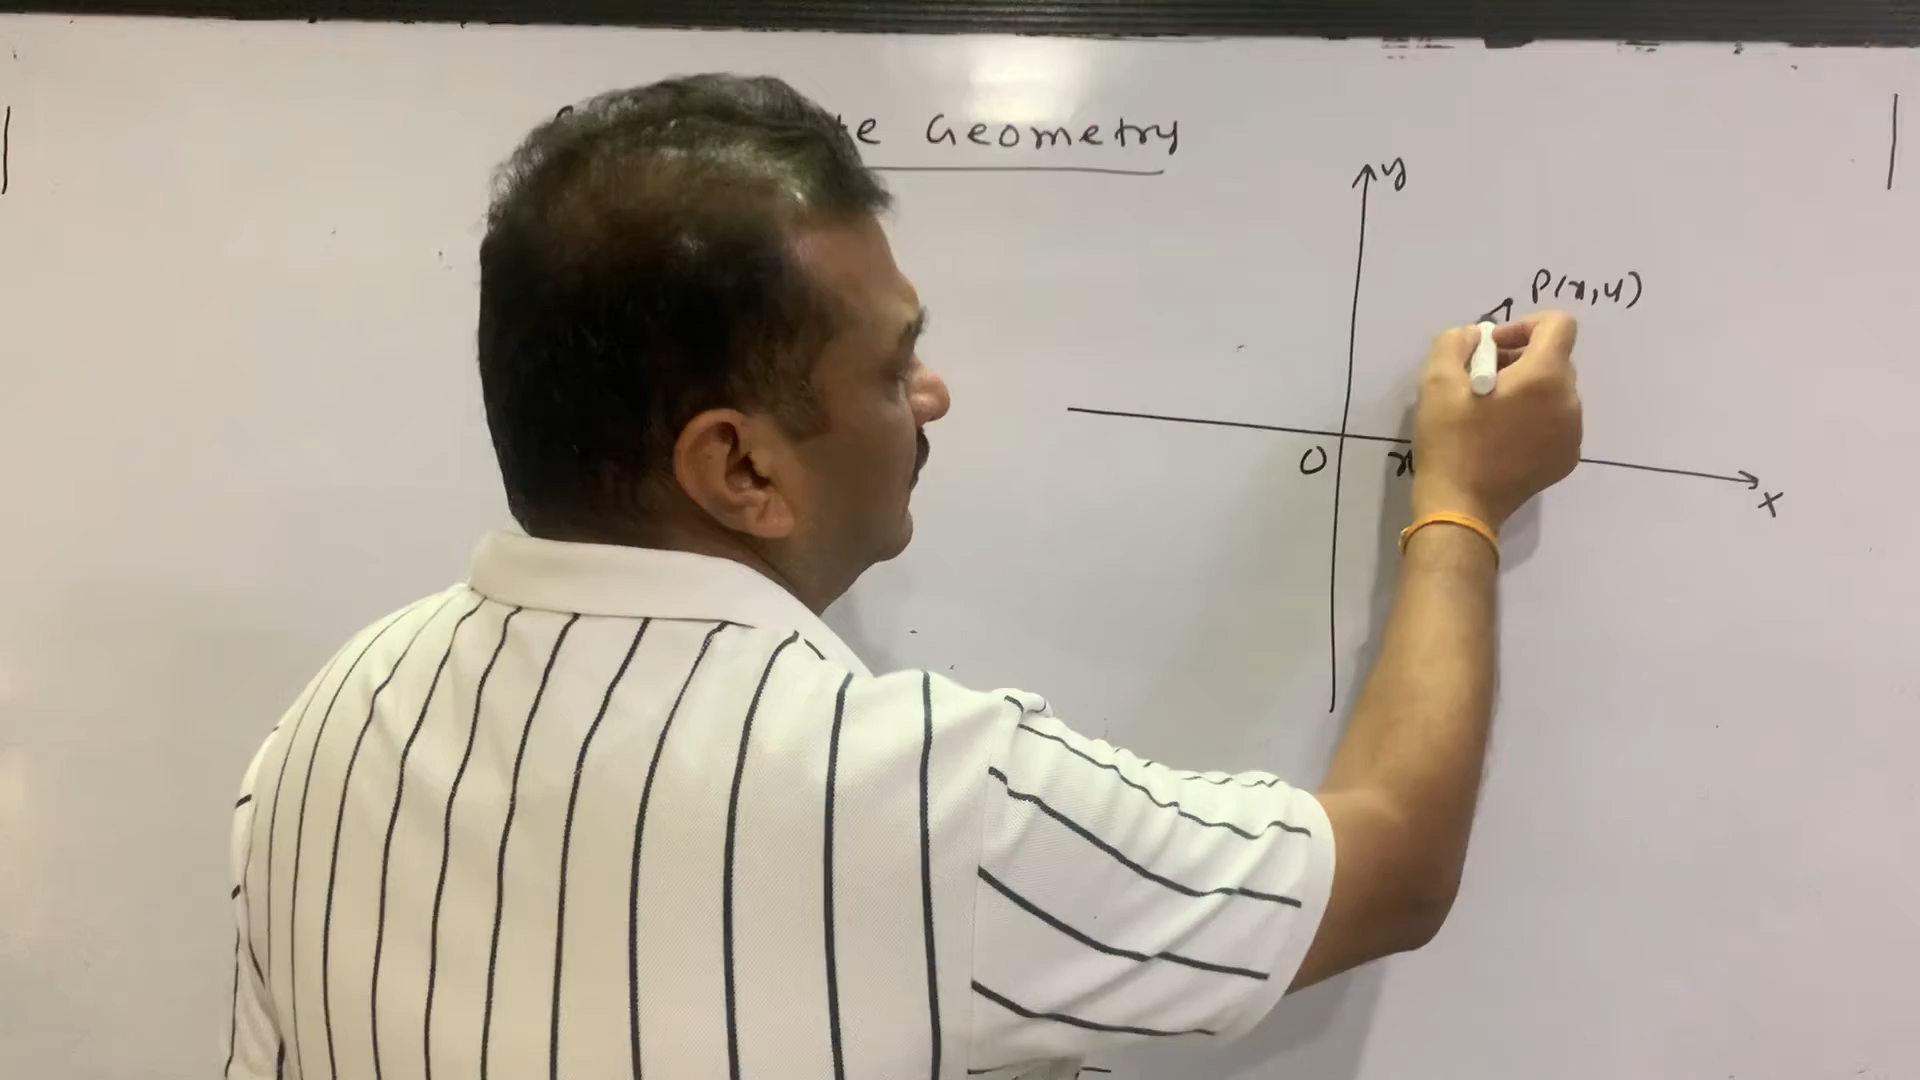 te Geometry
y
P(x,y)
O x
x